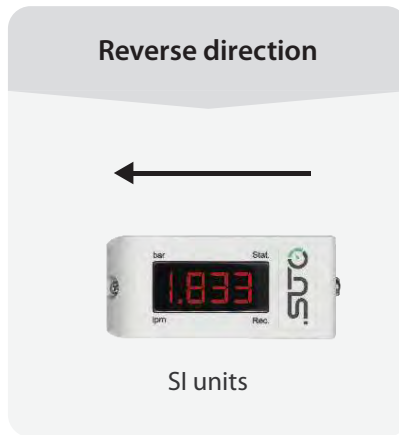 Reverse direction
bar Stat.
1.833
lpm Rec.
SUTO
SI units